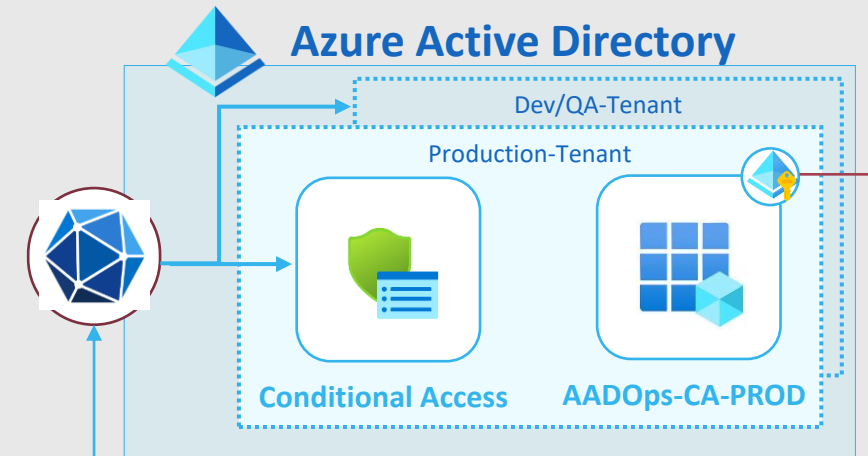 Azure Active Directory
Dev/QA-Tenant
Production-Tenant
Conditional Access
AADOps-CA-PROD